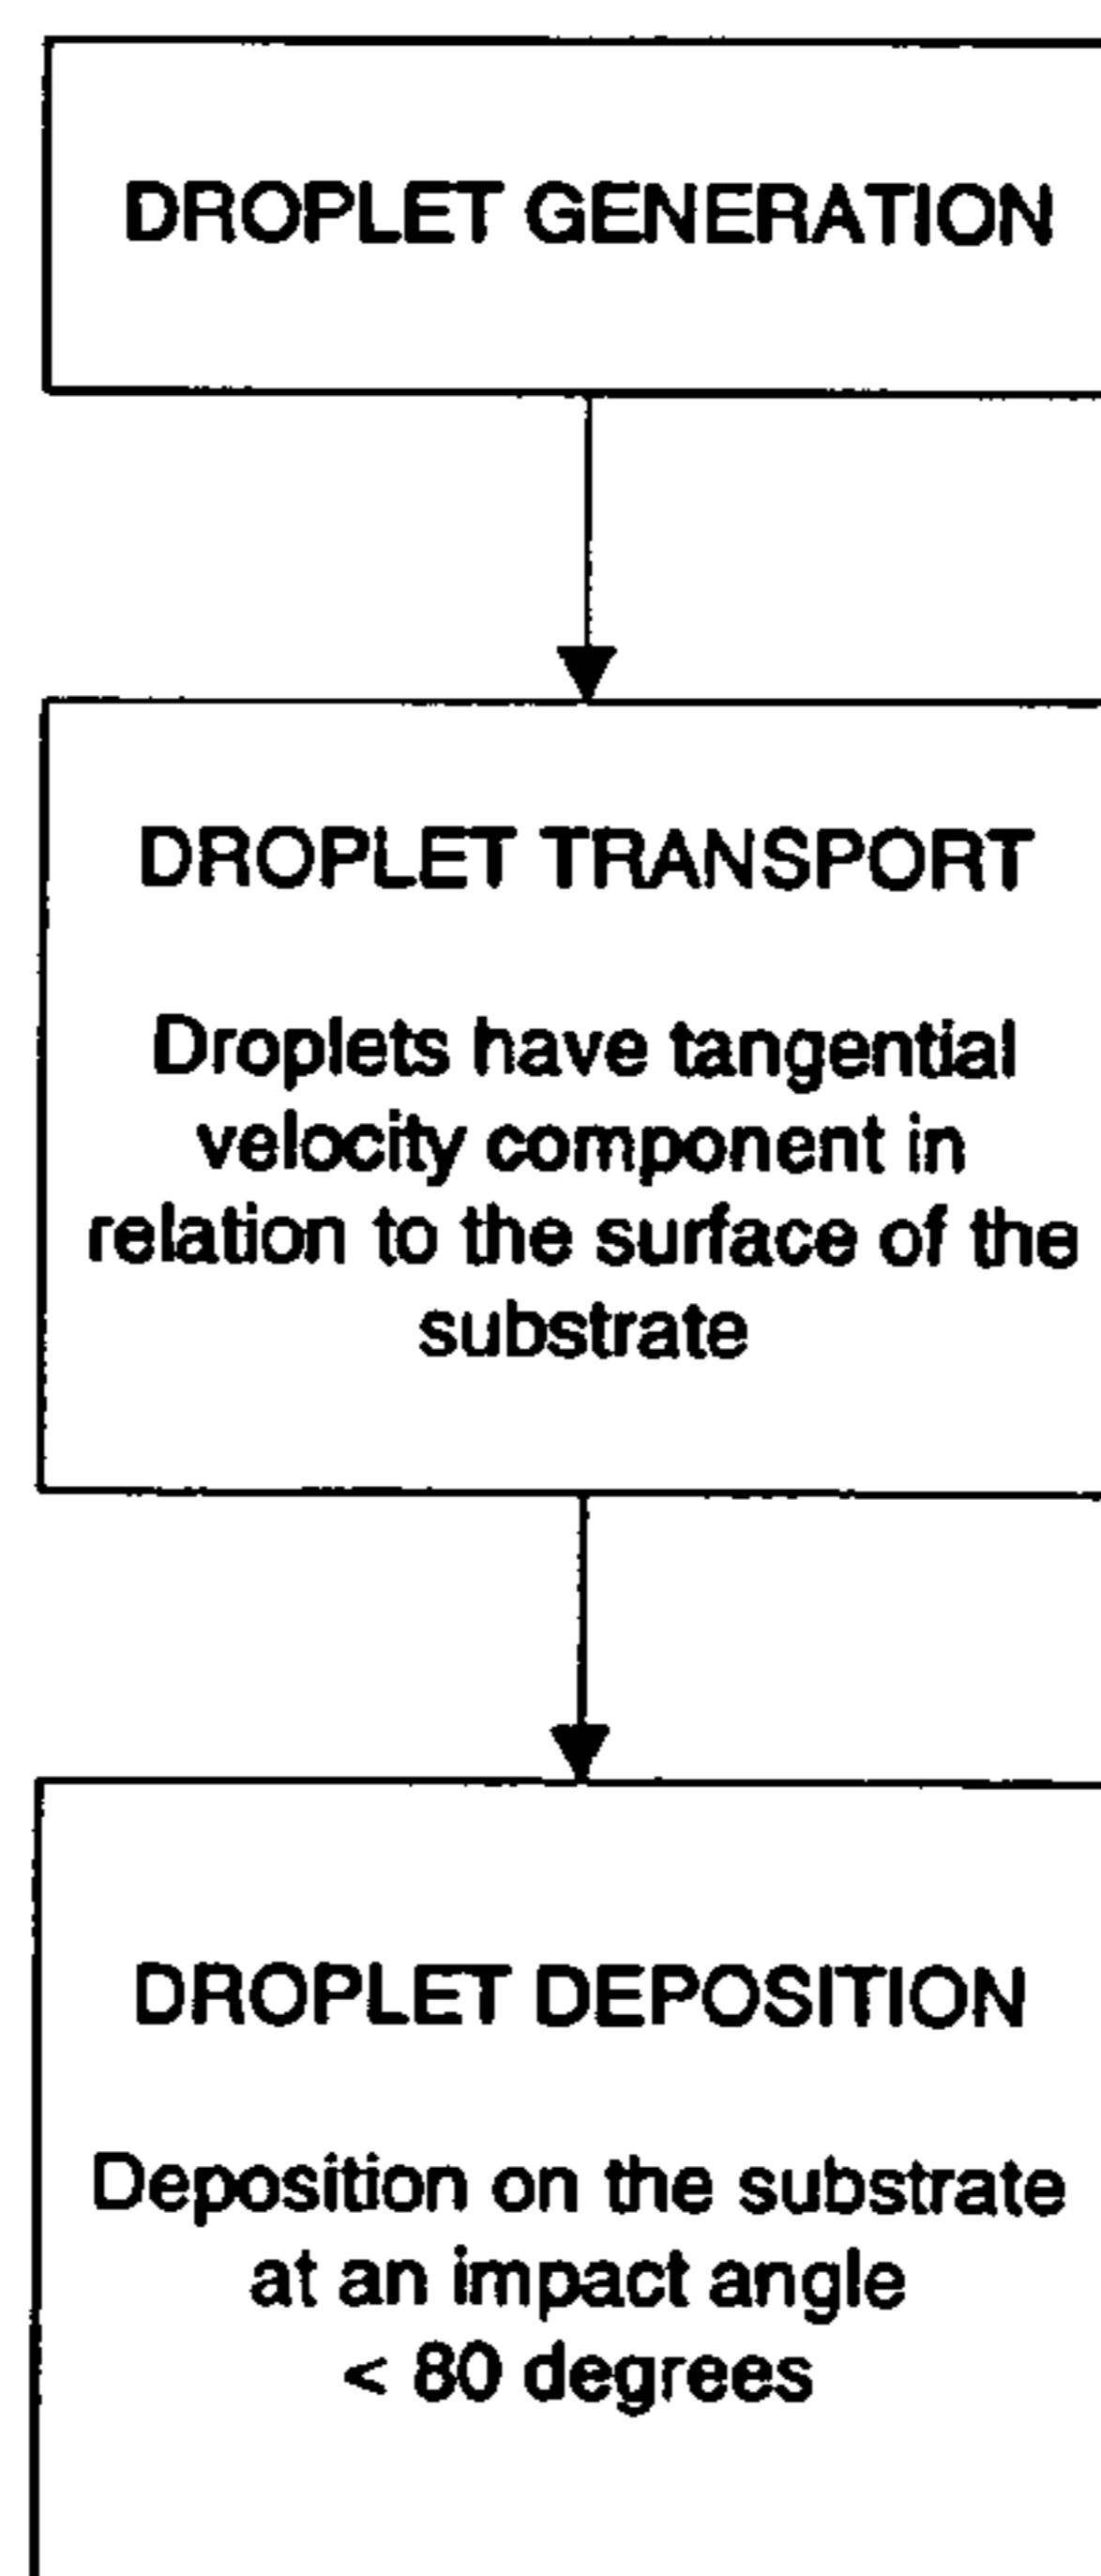 DROPLET GENERATION
DROPLET TRANSPORT
Droplets have tangential
velocity component in
relation to the surface of the
substrate
DROPLET DEPOSITION
Deposition on the substrate
at an impact angle
< 80 degrees